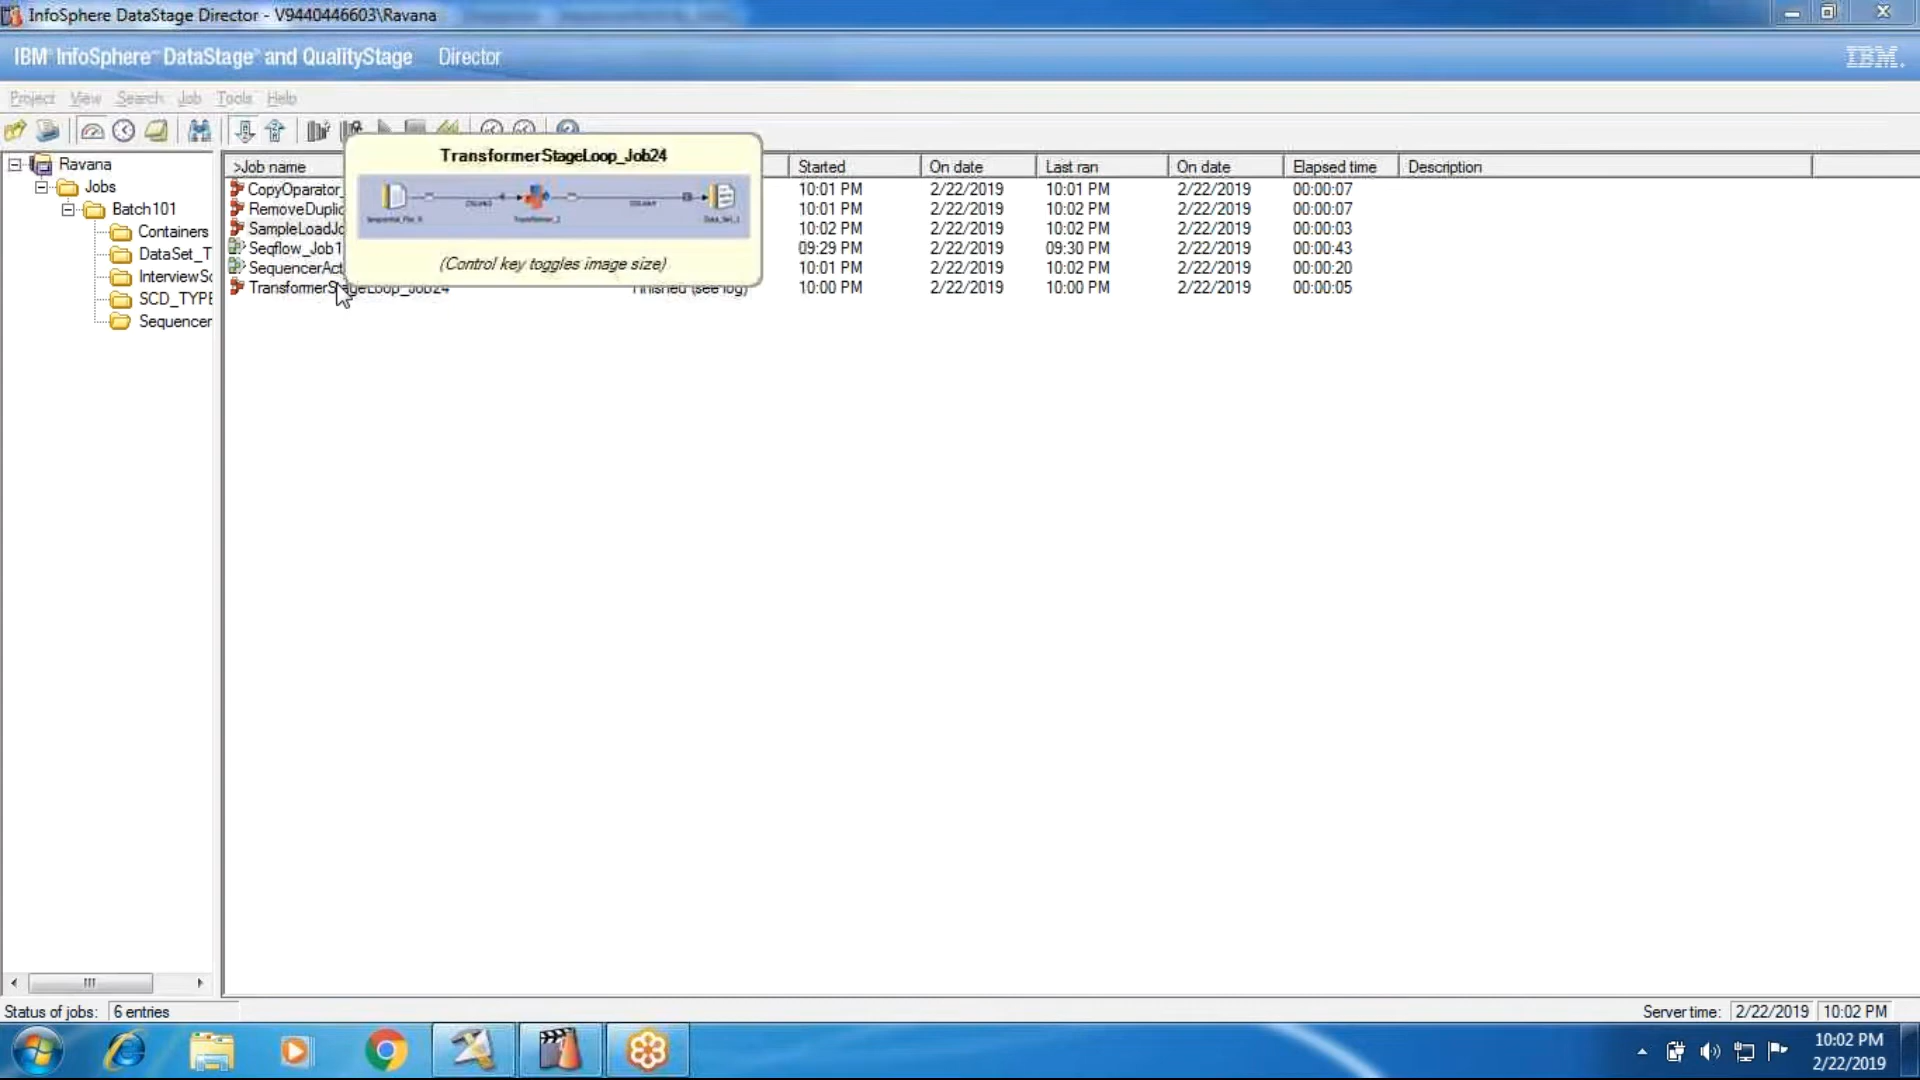 InfoSphere DataStage Director - V9440446603\Ravana
IBM InfoSphere DataStage and QualityStage Director
IBM.
Project View Search Job Tools Help
Ravana
Jobs
Batch101
Containers
DataSet_T
InterviewSc
SCD_TYPE
Sequencer
>Job name Started On date Last ran On date Elapsed time Description
CopyOparator_ 10:01 PM 2/22/2019 10:01 PM 2/22/2019 00:00:07
RemoveDuplic 10:01 PM 2/22/2019 10:02 PM 2/22/2019 00:00:07
SampleLoadJo 10:02 PM 2/22/2019 10:02 PM 2/22/2019 00:00:03
Seqflow_Job1 09:29 PM 2/22/2019 09:30 PM 2/22/2019 00:00:43
SequencerAct 10:01 PM 2/22/2019 10:02 PM 2/22/2019 00:00:20
TransformerStageLoop_Job24 Finished (see log) 10:00 PM 2/22/2019 10:00 PM 2/22/2019 00:00:05
TransformerStageLoop_Job24
(Control key toggles image size)
Status of jobs: 6 entries
Server time: 2/22/2019 10:02 PM
10:02 PM
2/22/2019